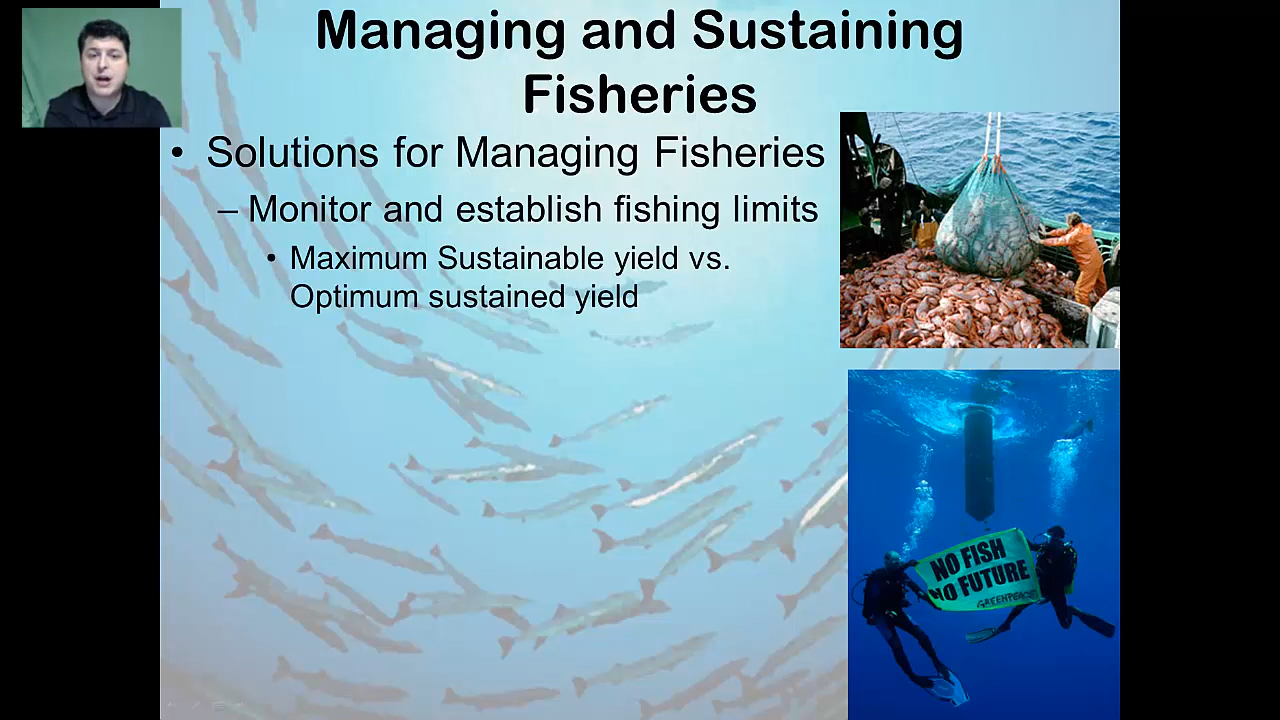 Managing and Sustaining
Fisheries
• Solutions for Managing Fisheries
– Monitor and establish fishing limits
• Maximum Sustainable yield vs.
Optimum sustained yield
NO FISH
NO FUTURE
GREENPEACE